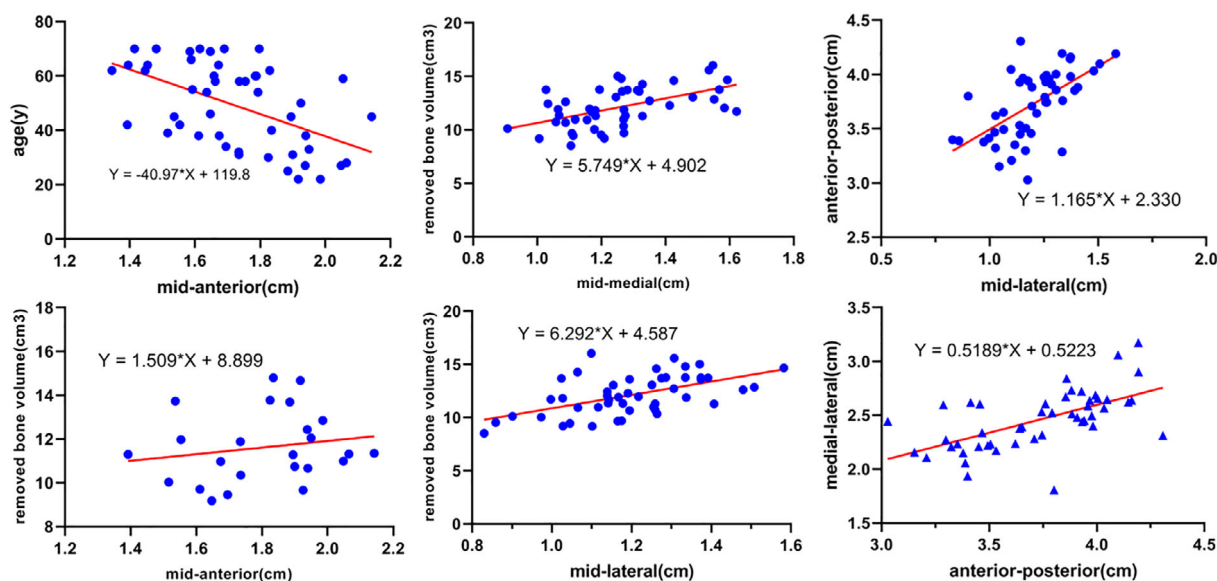 80
60
40
20
0
age(y)
Y = -40.97*X + 119.8
1.2 1.4 1.6 1.8 2.0 2.2
mid-anterior(cm)
20
15
10
5
0
removed bone volume(cm3)
Y = 5.749*X + 4.902
0.8 1.0 1.2 1.4 1.6 1.8
mid-medial(cm)
4.5
4.0
3.5
3.0
2.5
anterior-posterior(cm)
Y = 1.165*X + 2.330
0.5 1.0 1.5 2.0
mid-lateral(cm)
18
16
14
12
10
8
removed bone volume(cm3)
Y = 1.509*X + 8.899
1.2 1.4 1.6 1.8 2.0 2.2
mid-anterior(cm)
20
15
10
5
0
removed bone volume(cm3)
Y = 6.292*X + 4.587
0.8 1.0 1.2 1.4 1.6
mid-lateral(cm)
3.5
3.0
2.5
2.0
1.5
medial-lateral(cm)
Y = 0.5189*X + 0.5223
3.0 3.5 4.0 4.5
anterior-posterior(cm)